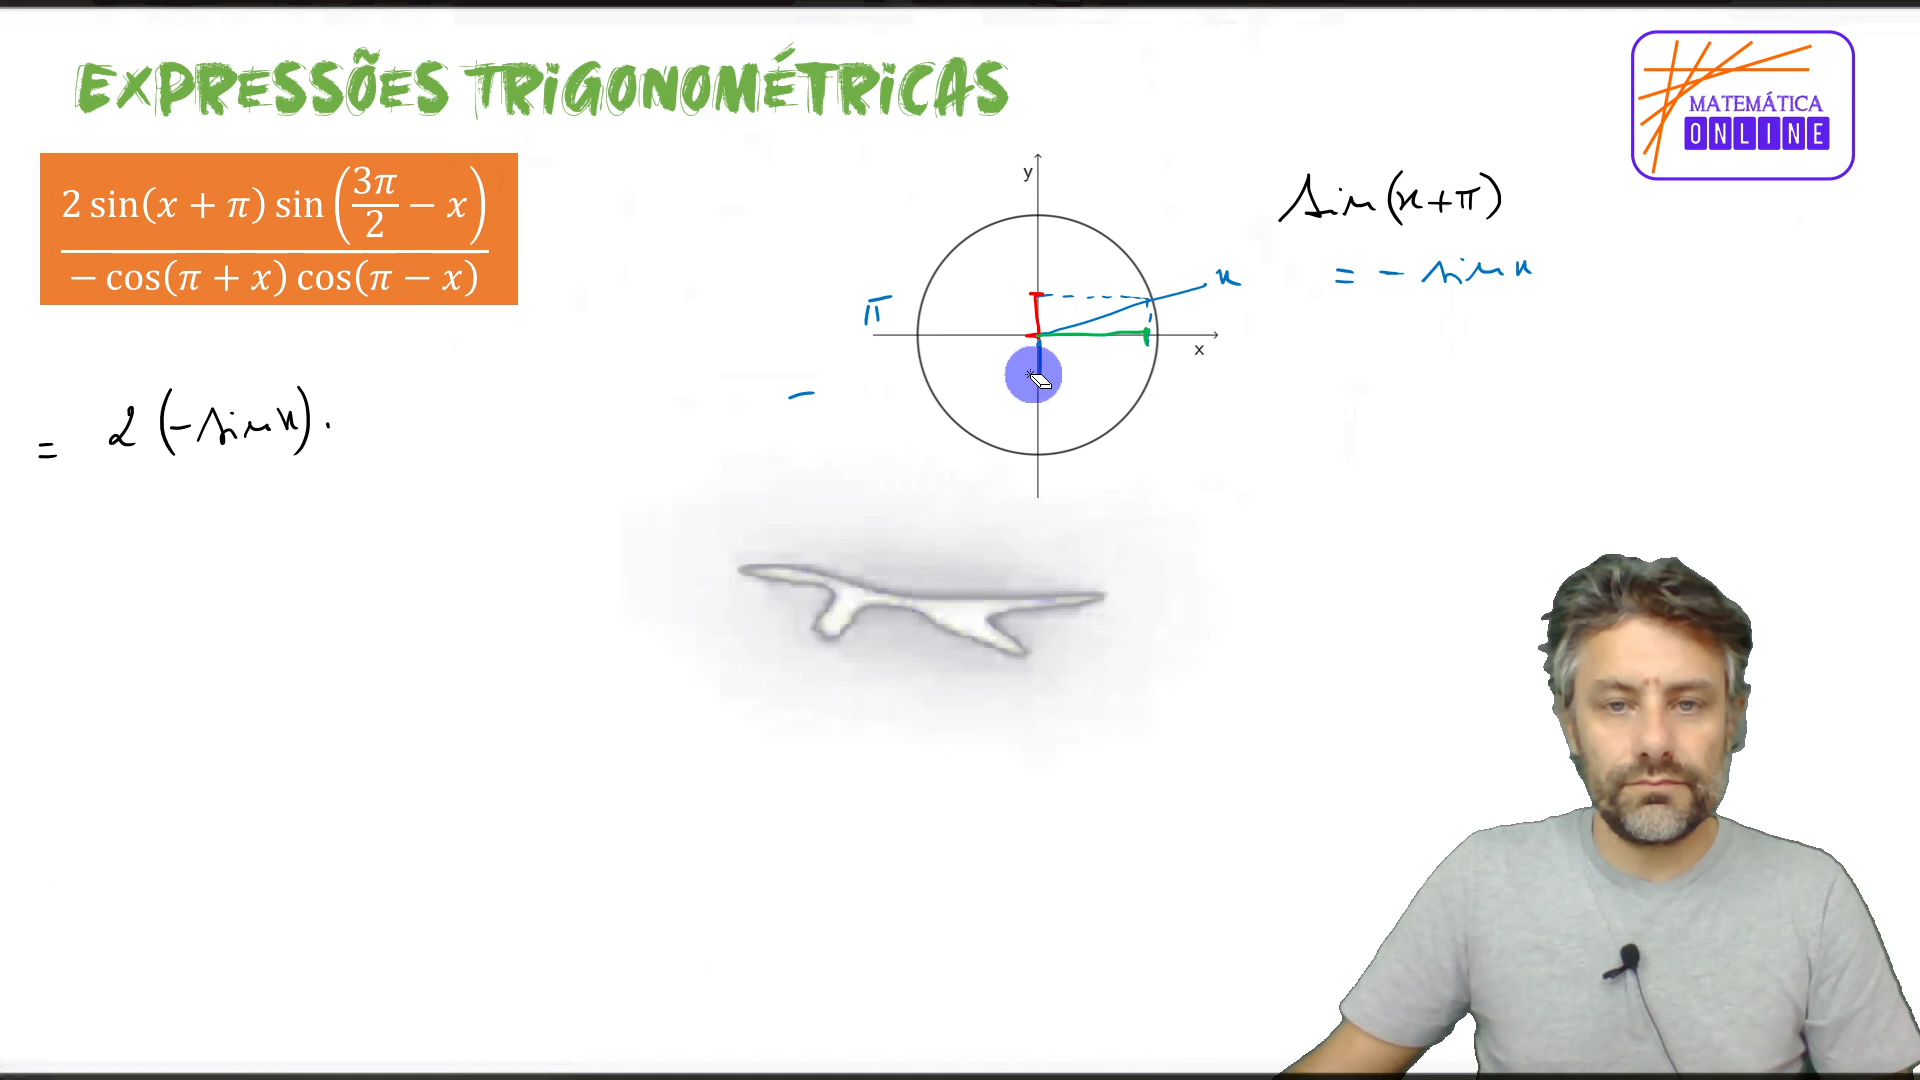 EXPRESSÕES TRIGONOMÉTRICAS
MATEMÁTICA
ONLINE
2 sin(x + π) sin (3π/2 − x)
− cos(π + x) cos(π − x)
y
x
π
x
sin(x+π)
= - sin x
= 2(-sin x) .
-